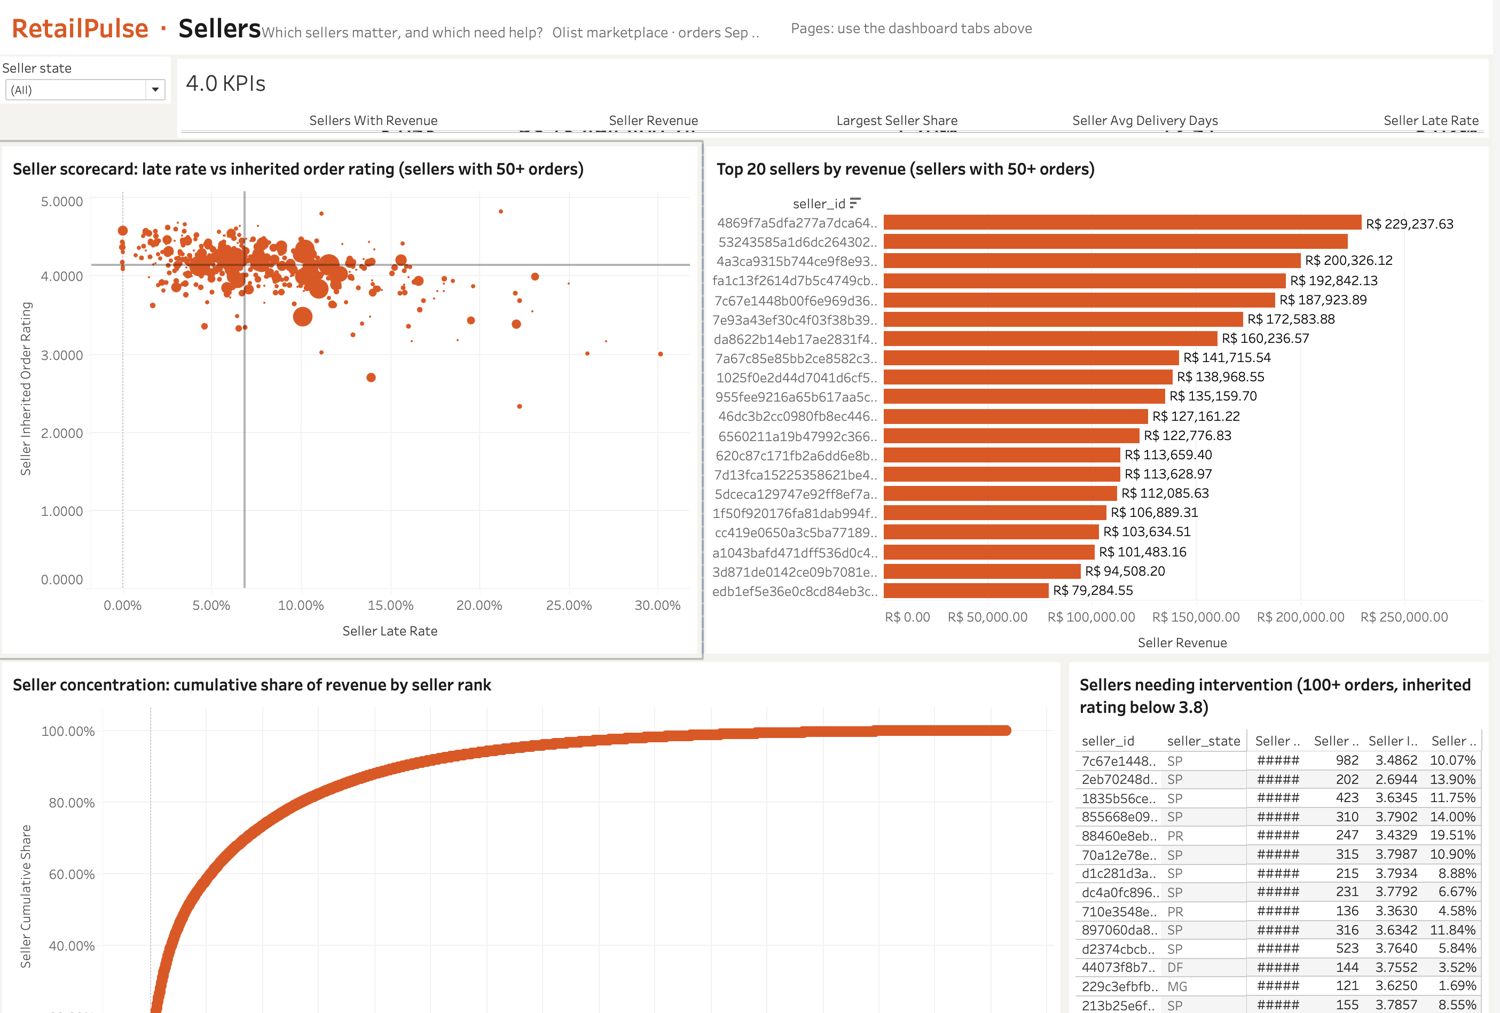 RetailPulse · Sellers Which sellers matter, and which need help? Olist marketplace · orders Sep .. Pages: use the dashboard tabs above
Seller state
(All)
4.0 KPIs
Sellers With Revenue Seller Revenue Largest Seller Share Seller Avg Delivery Days Seller Late Rate
Seller scorecard: late rate vs inherited order rating (sellers with 50+ orders)
5.0000
4.0000
3.0000
2.0000
1.0000
0.0000
Seller Inherited Order Rating
0.00% 5.00% 10.00% 15.00% 20.00% 25.00% 30.00%
Seller Late Rate
Top 20 sellers by revenue (sellers with 50+ orders)
seller_id
4869f7a5dfa277a7dca64.. R$ 229,237.63
53243585a1d6dc264302..
4a3ca9315b744ce9f8e93.. R$ 200,326.12
fa1c13f2614d7b5c4749cb.. R$ 192,842.13
7c67e1448b00f6e969d36.. R$ 187,923.89
7e93a43ef30c4f03f38b39.. R$ 172,583.88
da8622b14eb17ae2831f4.. R$ 160,236.57
7a67c85e85bb2ce8582c3.. R$ 141,715.54
1025f0e2d44d7041d6cf5.. R$ 138,968.55
955fee9216a65b617aa5c.. R$ 135,159.70
46dc3b2cc0980fb8ec446.. R$ 127,161.22
6560211a19b47992c366.. R$ 122,776.83
620c87c171fb2a6dd6e8b.. R$ 113,659.40
7d13fca15225358621be4.. R$ 113,628.97
5dceca129747e92ff8ef7a.. R$ 112,085.63
1f50f920176fa81dab994f.. R$ 106,889.31
cc419e0650a3c5ba77189.. R$ 103,634.51
a1043bafd471dff536d0c4.. R$ 101,483.16
3d871de0142ce09b7081e.. R$ 94,508.20
edb1ef5e36e0c8cd84eb3c.. R$ 79,284.55
R$ 0.00 R$ 50,000.00 R$ 100,000.00 R$ 150,000.00 R$ 200,000.00 R$ 250,000.00
Seller Revenue
Seller concentration: cumulative share of revenue by seller rank
100.00%
80.00%
60.00%
40.00%
Seller Cumulative Share
Sellers needing intervention (100+ orders, inherited
rating below 3.8)
seller_id seller_state Seller .. Seller .. Seller I.. Seller ..
7c67e1448.. SP ##### 982 3.4862 10.07%
2eb70248d.. SP ##### 202 2.6944 13.90%
1835b56ce.. SP ##### 423 3.6345 11.75%
855668e09.. SP ##### 310 3.7902 14.00%
88460e8eb.. PR ##### 247 3.4329 19.51%
70a12e78e.. SP ##### 315 3.7987 10.90%
d1c281d3a.. SP ##### 215 3.7934 8.88%
dc4a0fc896.. SP ##### 231 3.7792 6.67%
710e3548e.. PR ##### 136 3.3630 4.58%
897060da8.. SP ##### 316 3.6342 11.84%
d2374cbcb.. SP ##### 523 3.7640 5.84%
44073f8b7.. DF ##### 144 3.7552 3.52%
229c3efbfb.. MG ##### 121 3.6250 1.69%
213b25e6f.. SP ##### 155 3.7857 8.55%